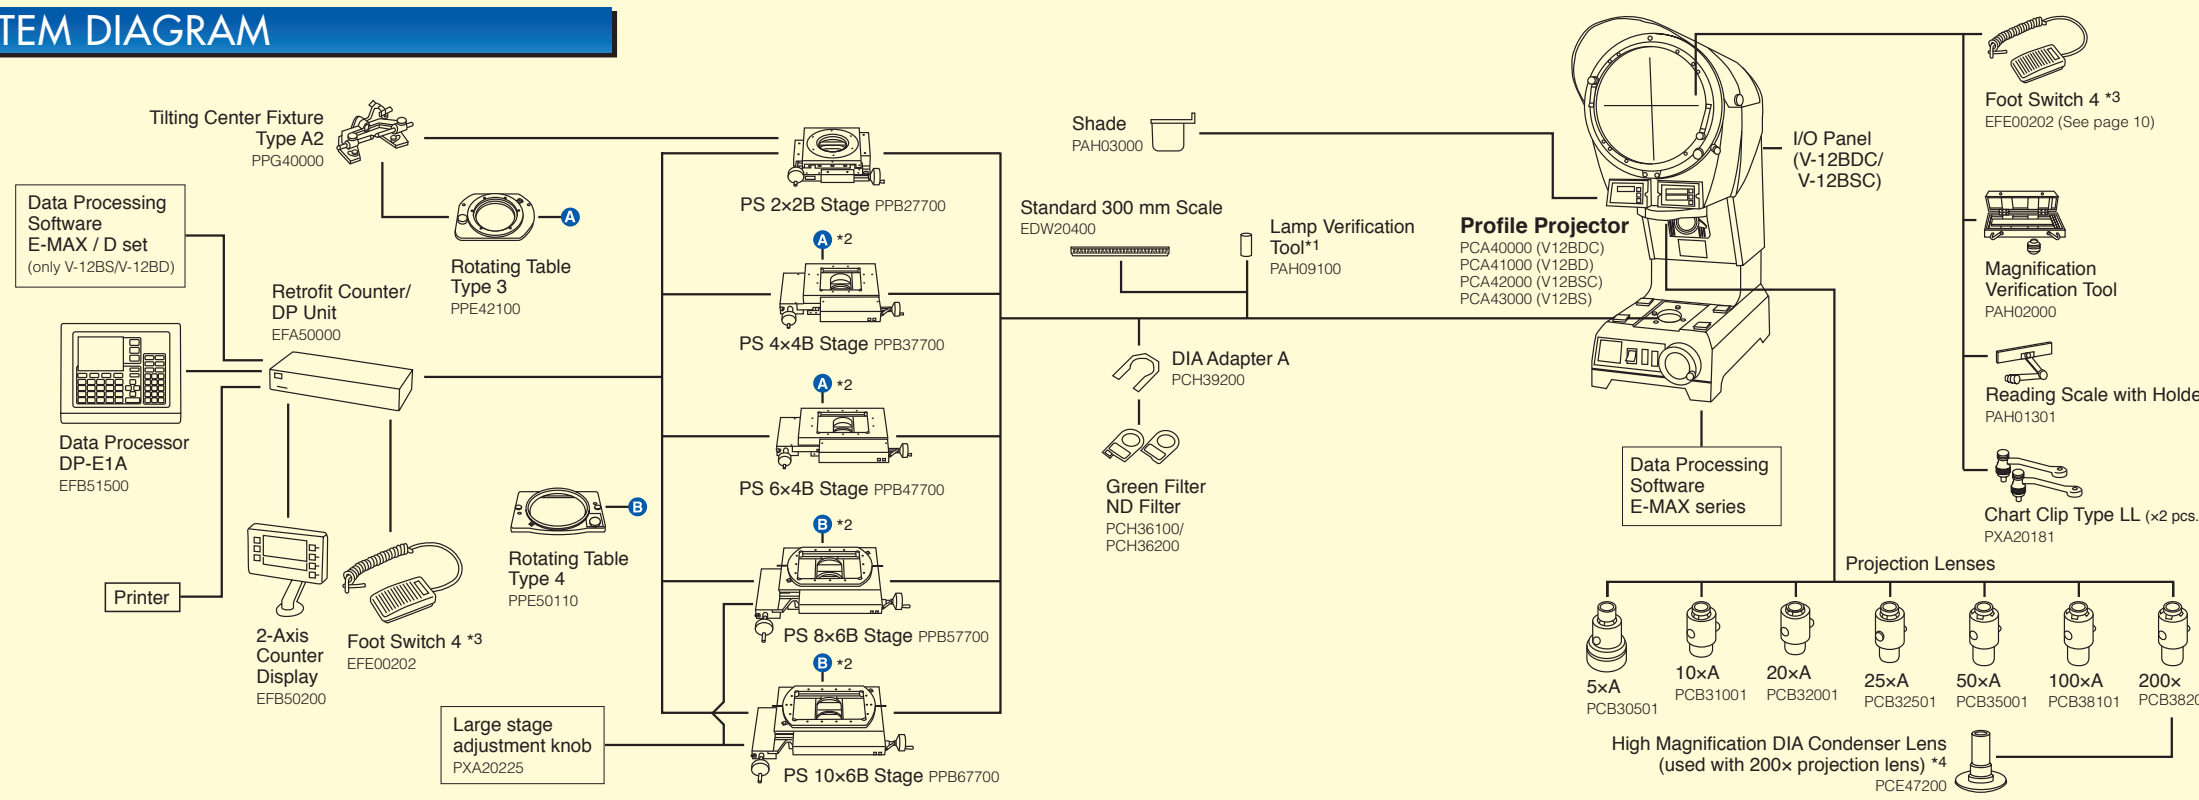 TEM DIAGRAM
Tilting Center Fixture
Type A2
PPG40000
Data Processing
Software
E-MAX / D set
(only V-12BS/V-12BD)
Rotating Table
Type 3
PPE42100
A
Retrofit Counter/
DP Unit
EFA50000
Data Processor
DP-E1A
EFB51500
Printer
2-Axis
Counter
Display
EFB50200
Foot Switch 4 *3
EFE00202
Rotating Table
Type 4
PPE50110
B
Large stage
adjustment knob
PXA20225
PS 2×2B Stage PPB27700
A *2
PS 4×4B Stage PPB37700
A *2
PS 6×4B Stage PPB47700
B *2
PS 8×6B Stage PPB57700
B *2
PS 10×6B Stage PPB67700
Shade
PAH03000
Standard 300 mm Scale
EDW20400
Lamp Verification
Tool*1
PAH09100
DIA Adapter A
PCH39200
Green Filter
ND Filter
PCH36100/
PCH36200
Profile Projector
PCA40000 (V12BDC)
PCA41000 (V12BD)
PCA42000 (V12BSC)
PCA43000 (V12BS)
I/O Panel
(V-12BDC/
V-12BSC)
Data Processing
Software
E-MAX series
Foot Switch 4 *3
EFE00202 (See page 10)
Magnification
Verification Tool
PAH02000
Reading Scale with Holde
PAH01301
Chart Clip Type LL (×2 pcs.
PXA20181
Projection Lenses
5×A
PCB30501
10×A
PCB31001
20×A
PCB32001
25×A
PCB32501
50×A
PCB35001
100×A
PCB38101
200×
PCB3820
High Magnification DIA Condenser Lens
(used with 200× projection lens) *4
PCE47200